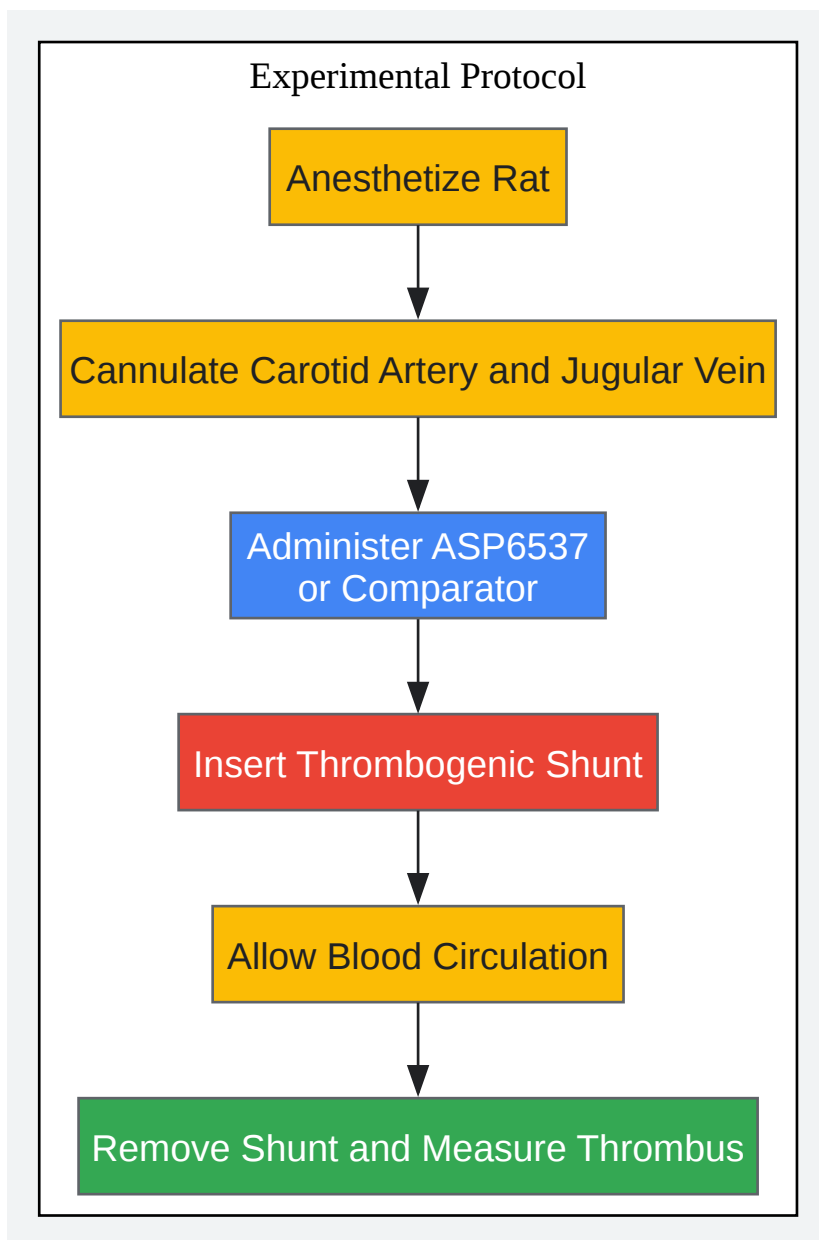 Experimental Protocol
Anesthetize Rat
Cannulate Carotid Artery and Jugular Vein
Administer ASP6537
or Comparator
Insert Thrombogenic Shunt
Allow Blood Circulation
Remove Shunt and Measure Thrombus